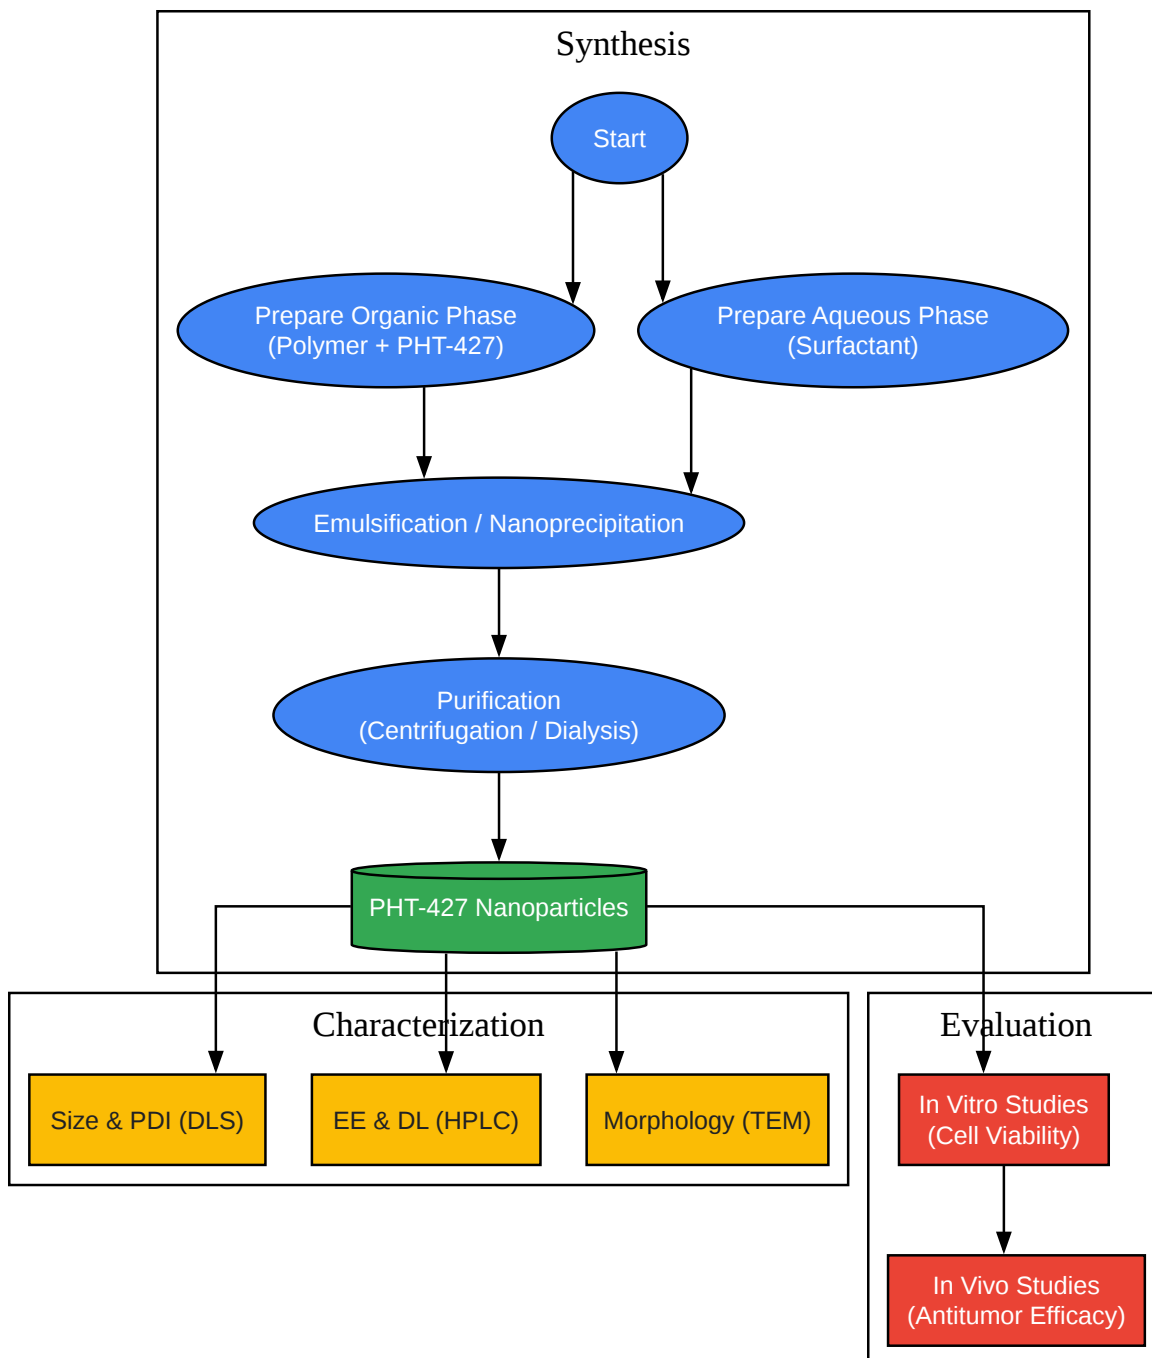 Synthesis
Start
Prepare Organic Phase
(Polymer + PHT-427)
Prepare Aqueous Phase
(Surfactant)
Emulsification / Nanoprecipitation
Purification
(Centrifugation / Dialysis)
PHT-427 Nanoparticles
Characterization
Size & PDI (DLS)
EE & DL (HPLC)
Morphology (TEM)
Evaluation
In Vitro Studies
(Cell Viability)
In Vivo Studies
(Antitumor Efficacy)